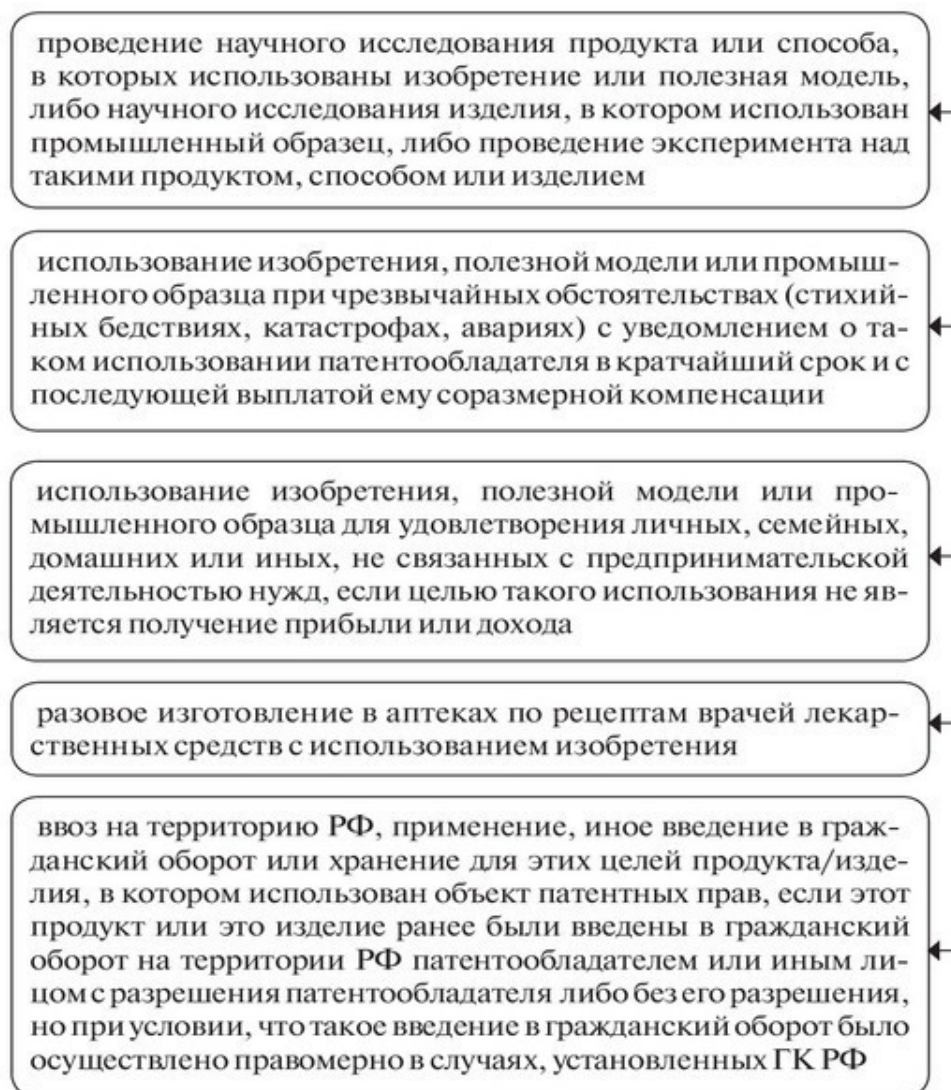 проведение научного исследования продукта или способа,
в которых использованы изобретение или полезная модель,
либо научного исследования изделия, в котором использован
промышленный образец, либо проведение эксперимента над
такими продуктом, способом или изделием
использование изобретения, полезной модели или промыш-
ленного образца при чрезвычайных обстоятельствах (стихий-
ных бедствиях, катастрофах, авариях) с уведомлением о та-
ком использовании патентообладателя в кратчайший срок и с
последующей выплатой ему соразмерной компенсации
использование изобретения, полезной модели или про-
мышленного образца для удовлетворения личных, семейных,
домашних или иных, не связанных с предпринимательской
деятельностью нужд, если целью такого использования не яв-
ляется получение прибыли или дохода
разовое изготовление в аптеках по рецептам врачей лекар-
ственных средств с использованием изобретения
ввоз на территорию РФ, применение, иное введение в граж-
данский оборот или хранение для этих целей продукта/изде-
лия, в котором использован объект патентных прав, если этот
продукт или это изделие ранее были введены в гражданский
оборот на территории РФ патентообладателем или иным ли-
цом с разрешения патентообладателя либо без его разрешения,
но при условии, что такое введение в гражданский оборот было
осуществлено правомерно в случаях, установленных ГК РФ